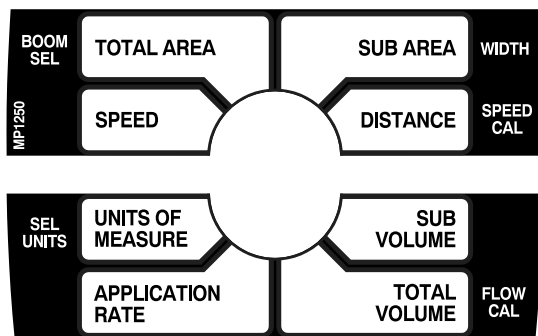 BOOM
SEL
TOTAL AREA
SUB AREA
WIDTH
MP1250
SPEED
DISTANCE
SPEED
CAL
SEL
UNITS
UNITS OF
MEASURE
SUB
VOLUME
APPLICATION
RATE
TOTAL
VOLUME
FLOW
CAL